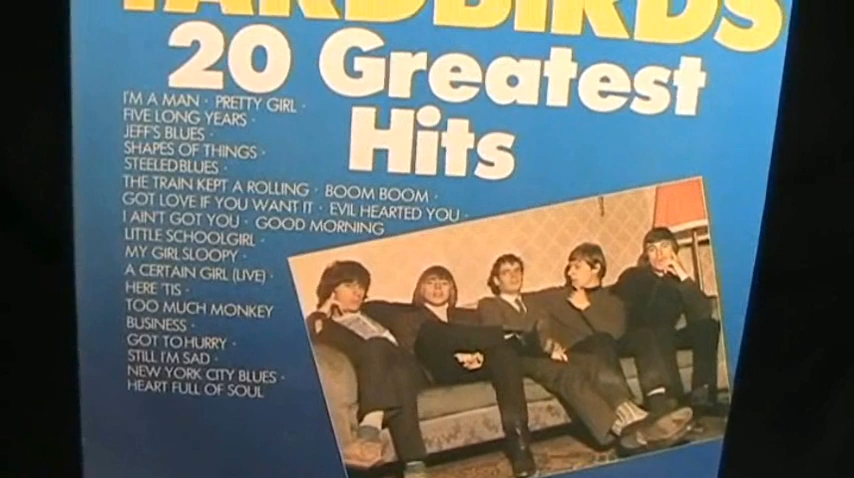 YARDBIRDS
20 Greatest
Hits
I'M A MAN · PRETTY GIRL ·
FIVE LONG YEARS ·
JEFF'S BLUES ·
SHAPES OF THINGS ·
STEELED BLUES ·
THE TRAIN KEPT A ROLLING · BOOM BOOM ·
GOT LOVE IF YOU WANT IT · EVIL HEARTED YOU ·
I AIN'T GOT YOU · GOOD MORNING
LITTLE SCHOOLGIRL ·
MY GIRL SLOOPY ·
A CERTAIN GIRL (LIVE) ·
HERE 'TIS ·
TOO MUCH MONKEY
BUSINESS ·
GOT TO HURRY ·
STILL I'M SAD ·
NEW YORK CITY BLUES ·
HEART FULL OF SOUL